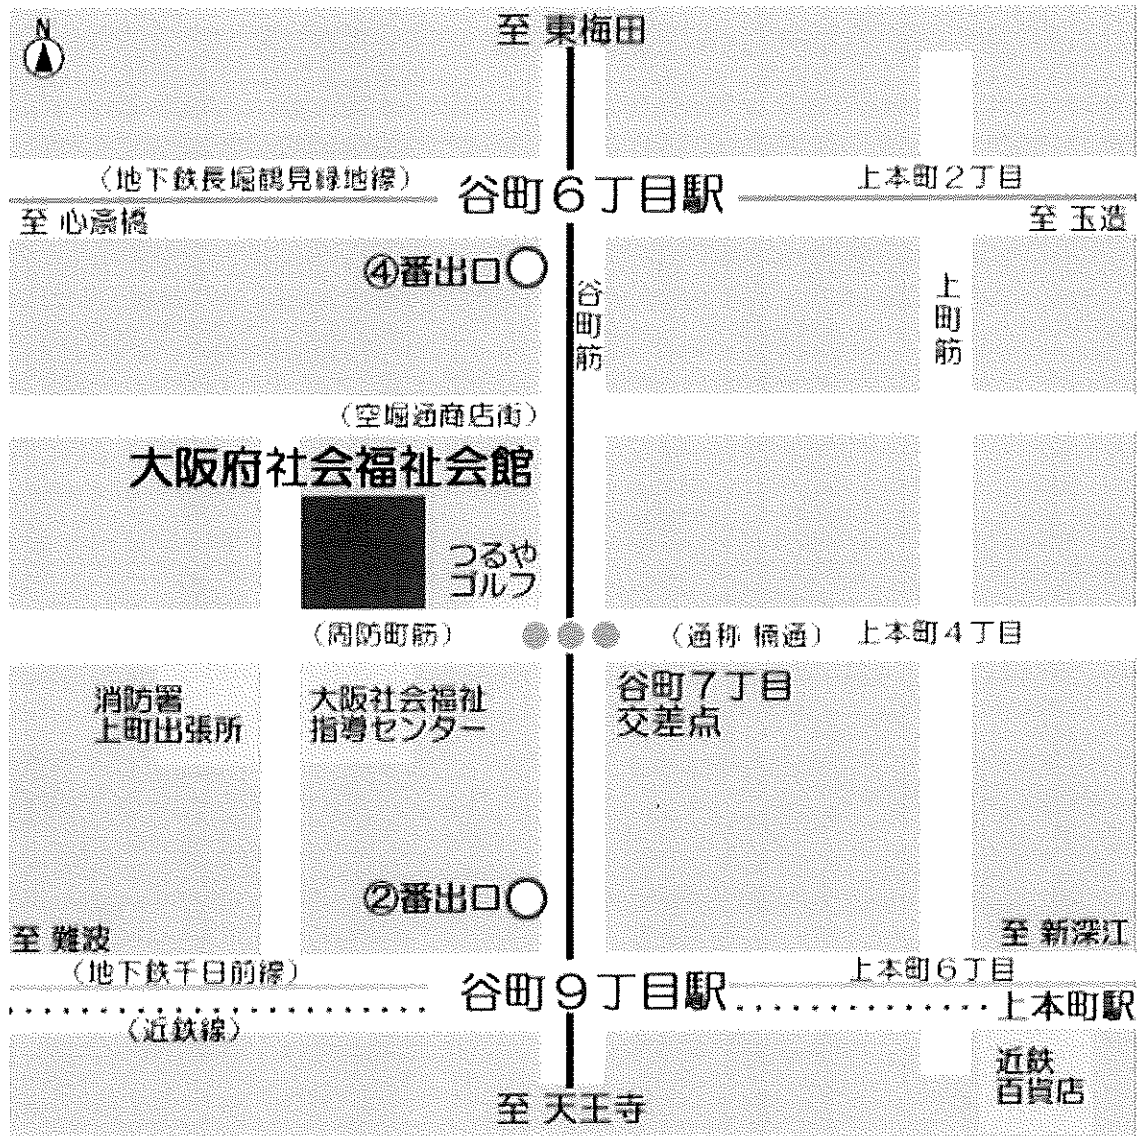 N
至 東梅田
（地下鉄長堀鶴見緑地線）
谷町６丁目駅
上本町２丁目
至 心斎橋
至 玉造
④番出口
谷町筋
上町筋
（空堀通商店街）
大阪府社会福祉会館
つるや
ゴルフ
（周防町筋）
（通称 楠通）
上本町４丁目
消防署
上町出張所
大阪社会福祉
指導センター
谷町７丁目
交差点
②番出口
至 難波
至 新深江
（地下鉄千日前線）
谷町９丁目駅
上本町６丁目
上本町駅
（近鉄線）
近鉄
百貨店
至 天王寺